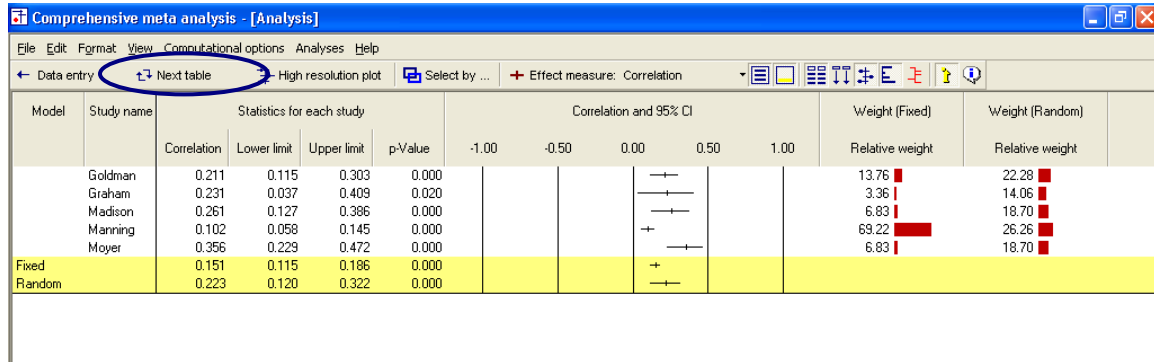 Comprehensive meta analysis - [Analysis]
File Edit Format View Computational options Analyses Help
← Data entry Next table High resolution plot Select by ... + Effect measure: Correlation
Model Study name Statistics for each study Correlation and 95% CI Weight (Fixed) Weight (Random)
Correlation Lower limit Upper limit p-Value -1.00 -0.50 0.00 0.50 1.00 Relative weight Relative weight
Goldman 0.211 0.115 0.303 0.000 13.76 22.28
Graham 0.231 0.037 0.409 0.020 3.36 14.06
Madison 0.261 0.127 0.386 0.000 6.83 18.70
Manning 0.102 0.058 0.145 0.000 69.22 26.26
Moyer 0.356 0.229 0.472 0.000 6.83 18.70
Fixed 0.151 0.115 0.186 0.000
Random 0.223 0.120 0.322 0.000